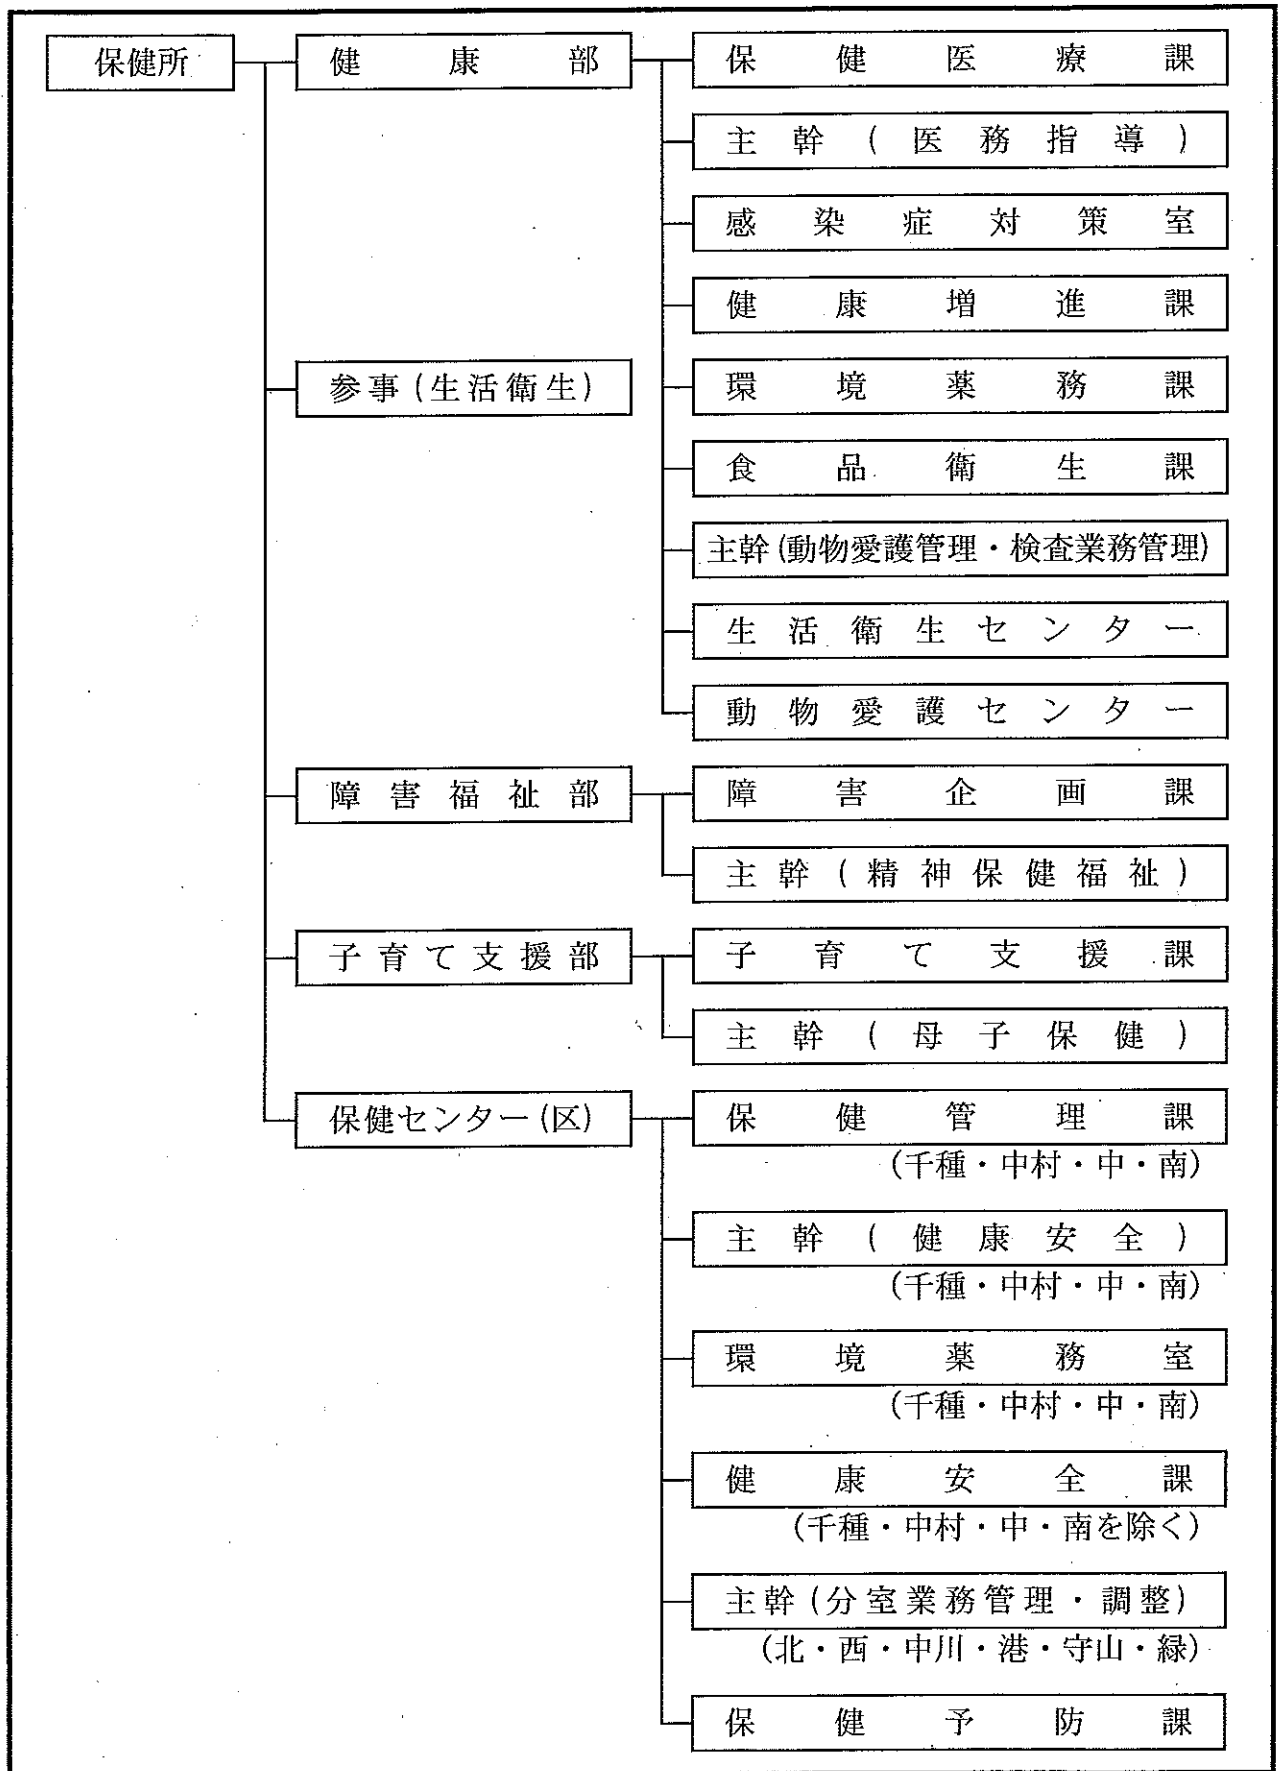 保健所
健康部
保健医療課
主幹(医務指導)
感染症対策室
健康増進課
参事(生活衛生)
環境薬務課
食品衛生課
主幹(動物愛護管理・検査業務管理)
生活衛生センター
動物愛護センター
障害福祉部
障害企画課
主幹(精神保健福祉)
子育て支援部
子育て支援課
主幹(母子保健)
保健センター(区)
保健管理課
(千種・中村・中・南)
主幹(健康安全)
(千種・中村・中・南)
環境薬務室
(千種・中村・中・南)
健康安全課
(千種・中村・中・南を除く)
主幹(分室業務管理・調整)
(北・西・中川・港・守山・緑)
保健予防課